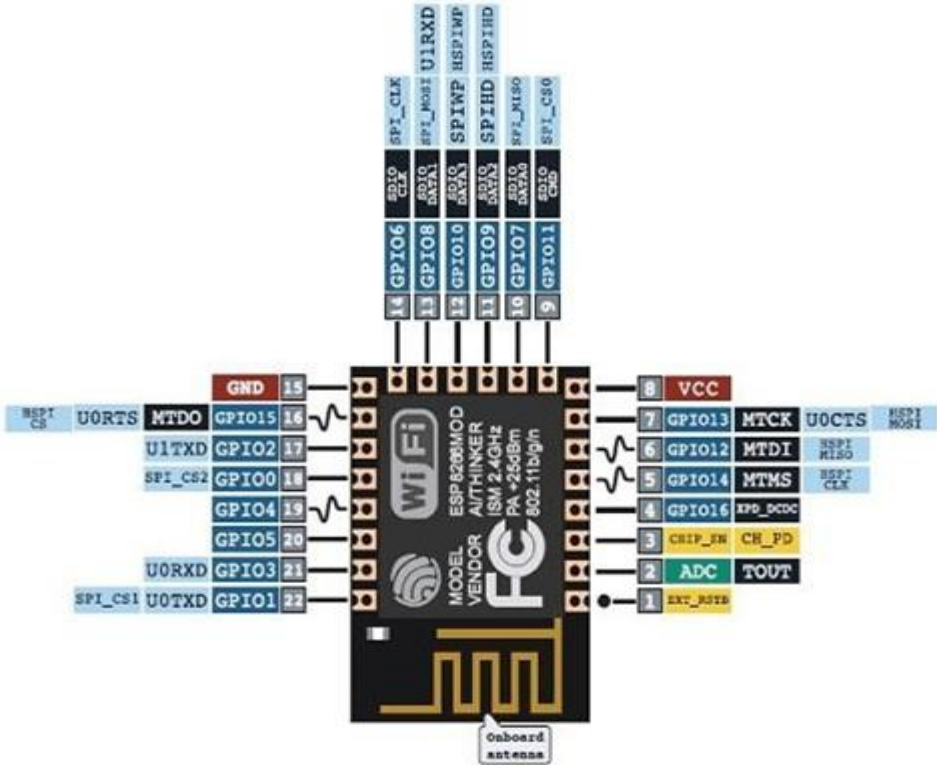 SPI_CLK
SDIO CLK
GPIO6
14
U1RXD
SPI_MOSI
SDIO DATA1
GPIO8
13
HSPIWP
SPIWP
SDIO DATA3
GPIO10
12
HSPIHD
SPIHD
SDIO DATA2
GPIO9
11
SPI_MISO
SDIO DATA0
GPIO7
10
SPI_CS0
SDIO CMD
GPIO11
9
GND 15
HSPI CS U0RTS MTDO GPIO15 16
U1TXD GPIO2 17
SPI_CS2 GPIO0 18
GPIO4 19
GPIO5 20
U0RXD GPIO3 21
SPI_CS1 U0TXD GPIO1 22
WiFi
MODEL ESP8266MOD
VENDOR AI/THINKER
ISM 2.4GHz
PA +25dBm
802.11b/g/n
FC
8 VCC
7 GPIO13 MTCK U0CTS HSPI MOSI
6 GPIO12 MTDI HSPI MISO
5 GPIO14 MTMS HSPI CLK
4 GPIO16 XPD_DCDC
3 CHIP_EN CH_PD
2 ADC TOUT
1 EXT_RSTB
Onboard
antenna